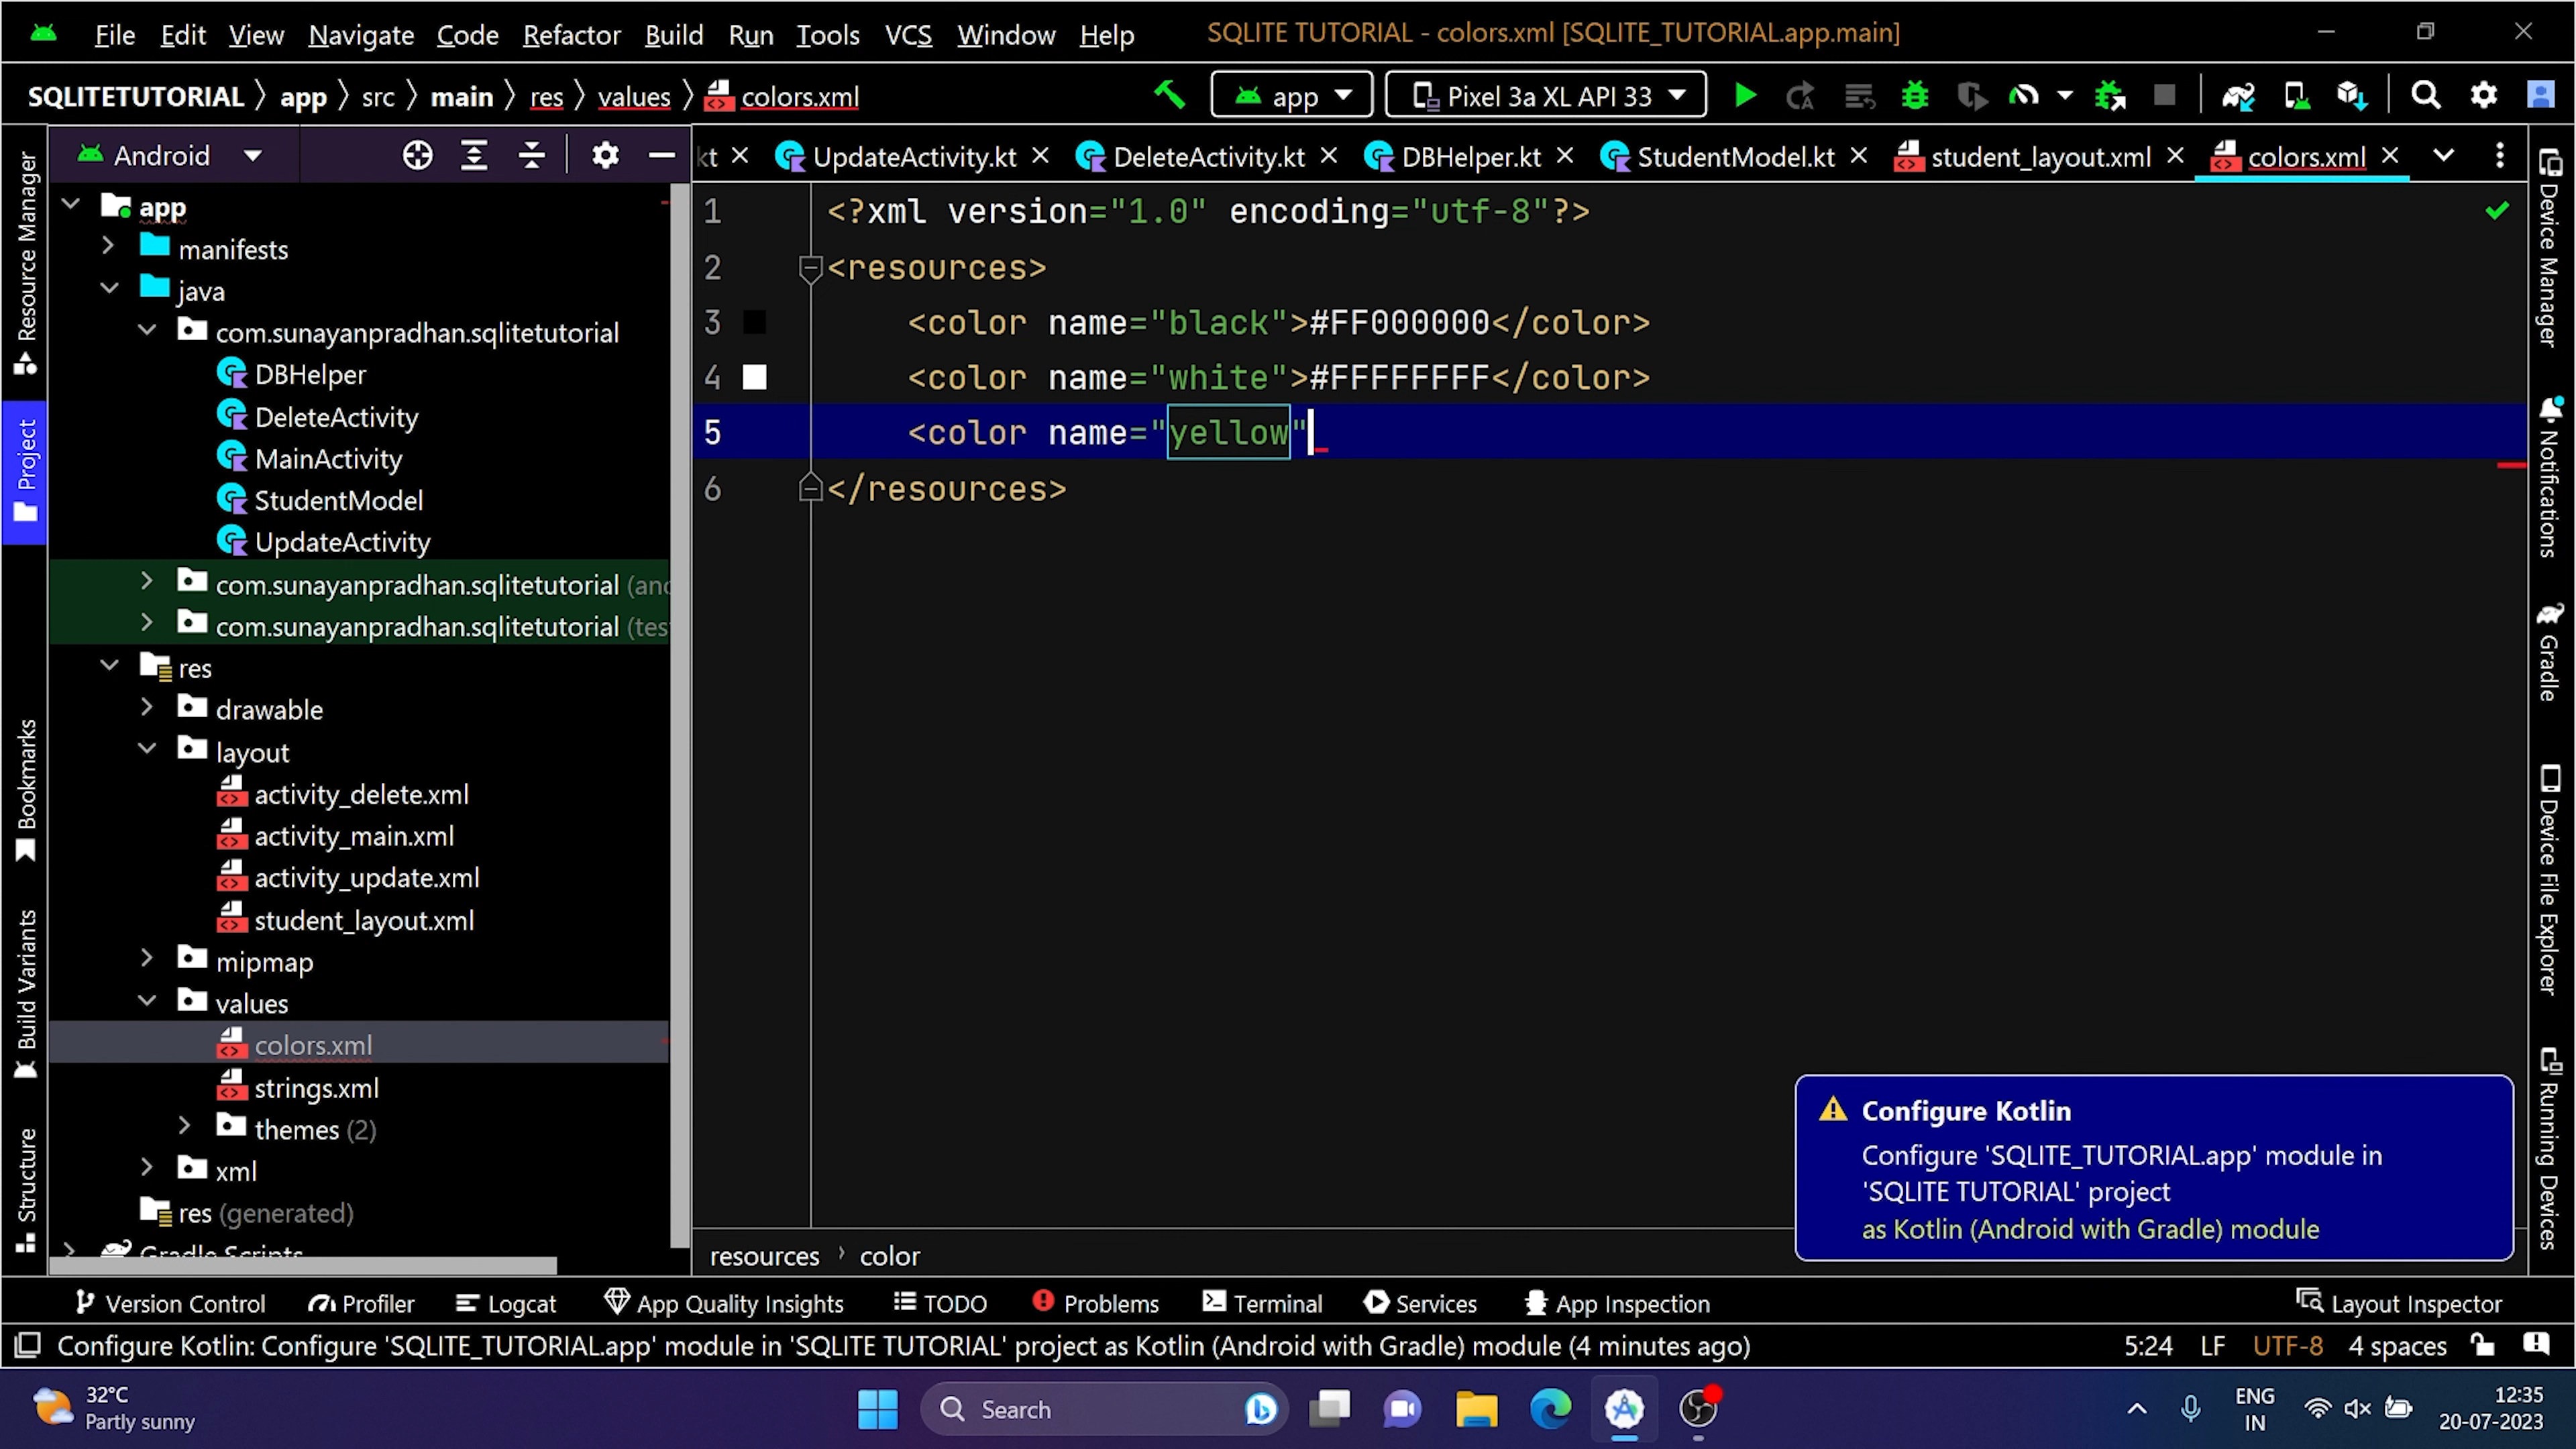 File Edit View Navigate Code Refactor Build Run Tools VCS Window Help SQLITE TUTORIAL - colors.xml [SQLITE_TUTORIAL.app.main]
SQLITETUTORIAL app src main res values colors.xml app Pixel 3a XL API 33
Android
kt UpdateActivity.kt DeleteActivity.kt DBHelper.kt StudentModel.kt student_layout.xml colors.xml
Resource Manager
Project
Bookmarks
Build Variants
Structure
app
manifests
java
com.sunayanpradhan.sqlitetutorial
DBHelper
DeleteActivity
MainActivity
StudentModel
UpdateActivity
com.sunayanpradhan.sqlitetutorial (and
com.sunayanpradhan.sqlitetutorial (tes
res
drawable
layout
activity_delete.xml
activity_main.xml
activity_update.xml
student_layout.xml
mipmap
values
colors.xml
strings.xml
themes (2)
xml
res (generated)
Gradle Scripts
1 <?xml version="1.0" encoding="utf-8"?>
2 <resources>
3 <color name="black">#FF000000</color>
4 <color name="white">#FFFFFFFF</color>
5 <color name="yellow"
6 </resources>
resources color
Device Manager
Notifications
Gradle
Device File Explorer
Running Devices
Configure Kotlin
Configure 'SQLITE_TUTORIAL.app' module in
'SQLITE TUTORIAL' project
as Kotlin (Android with Gradle) module
Version Control Profiler Logcat App Quality Insights TODO Problems Terminal Services App Inspection Layout Inspector
Configure Kotlin: Configure 'SQLITE_TUTORIAL.app' module in 'SQLITE TUTORIAL' project as Kotlin (Android with Gradle) module (4 minutes ago) 5:24 LF UTF-8 4 spaces
32°C
Partly sunny
Search
ENG
IN
12:35
20-07-2023